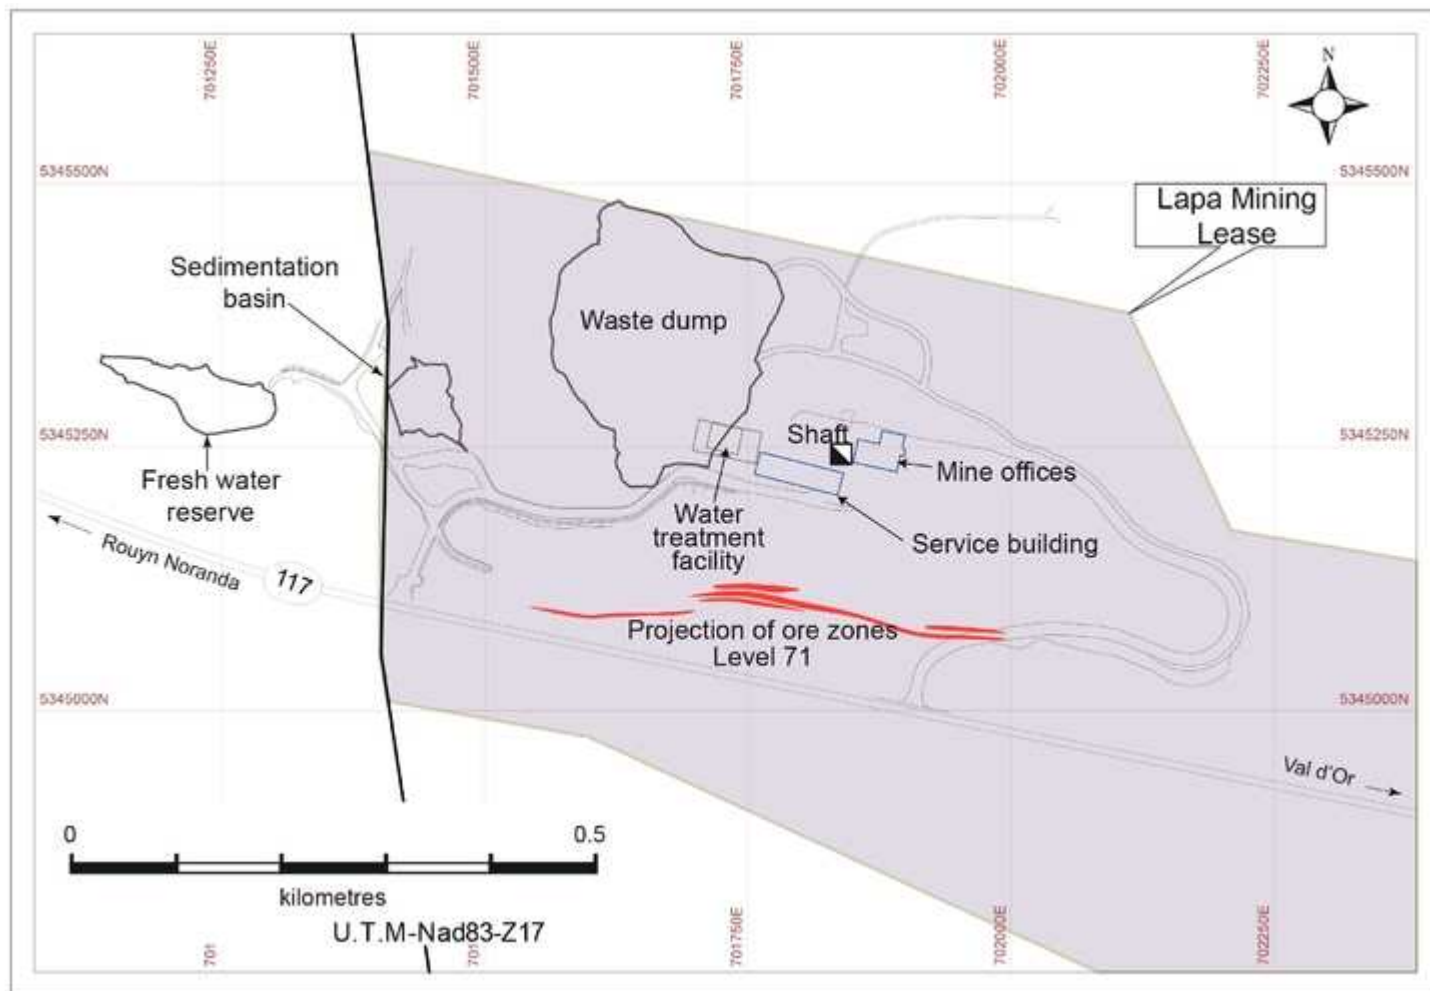 701250E
701500E
701750E
702000E
702250E
N
5345500N
5345500N
Lapa Mining
Lease
Sedimentation
basin
Waste dump
5345250N
5345250N
Shaft
Mine offices
Fresh water
reserve
Water
treatment
facility
Service building
Rouyn Noranda
117
Projection of ore zones
Level 71
5345000N
5345000N
Val d'Or
0
0.5
kilometres
U.T.M-Nad83-Z17
701
701750E
702000E
702250E